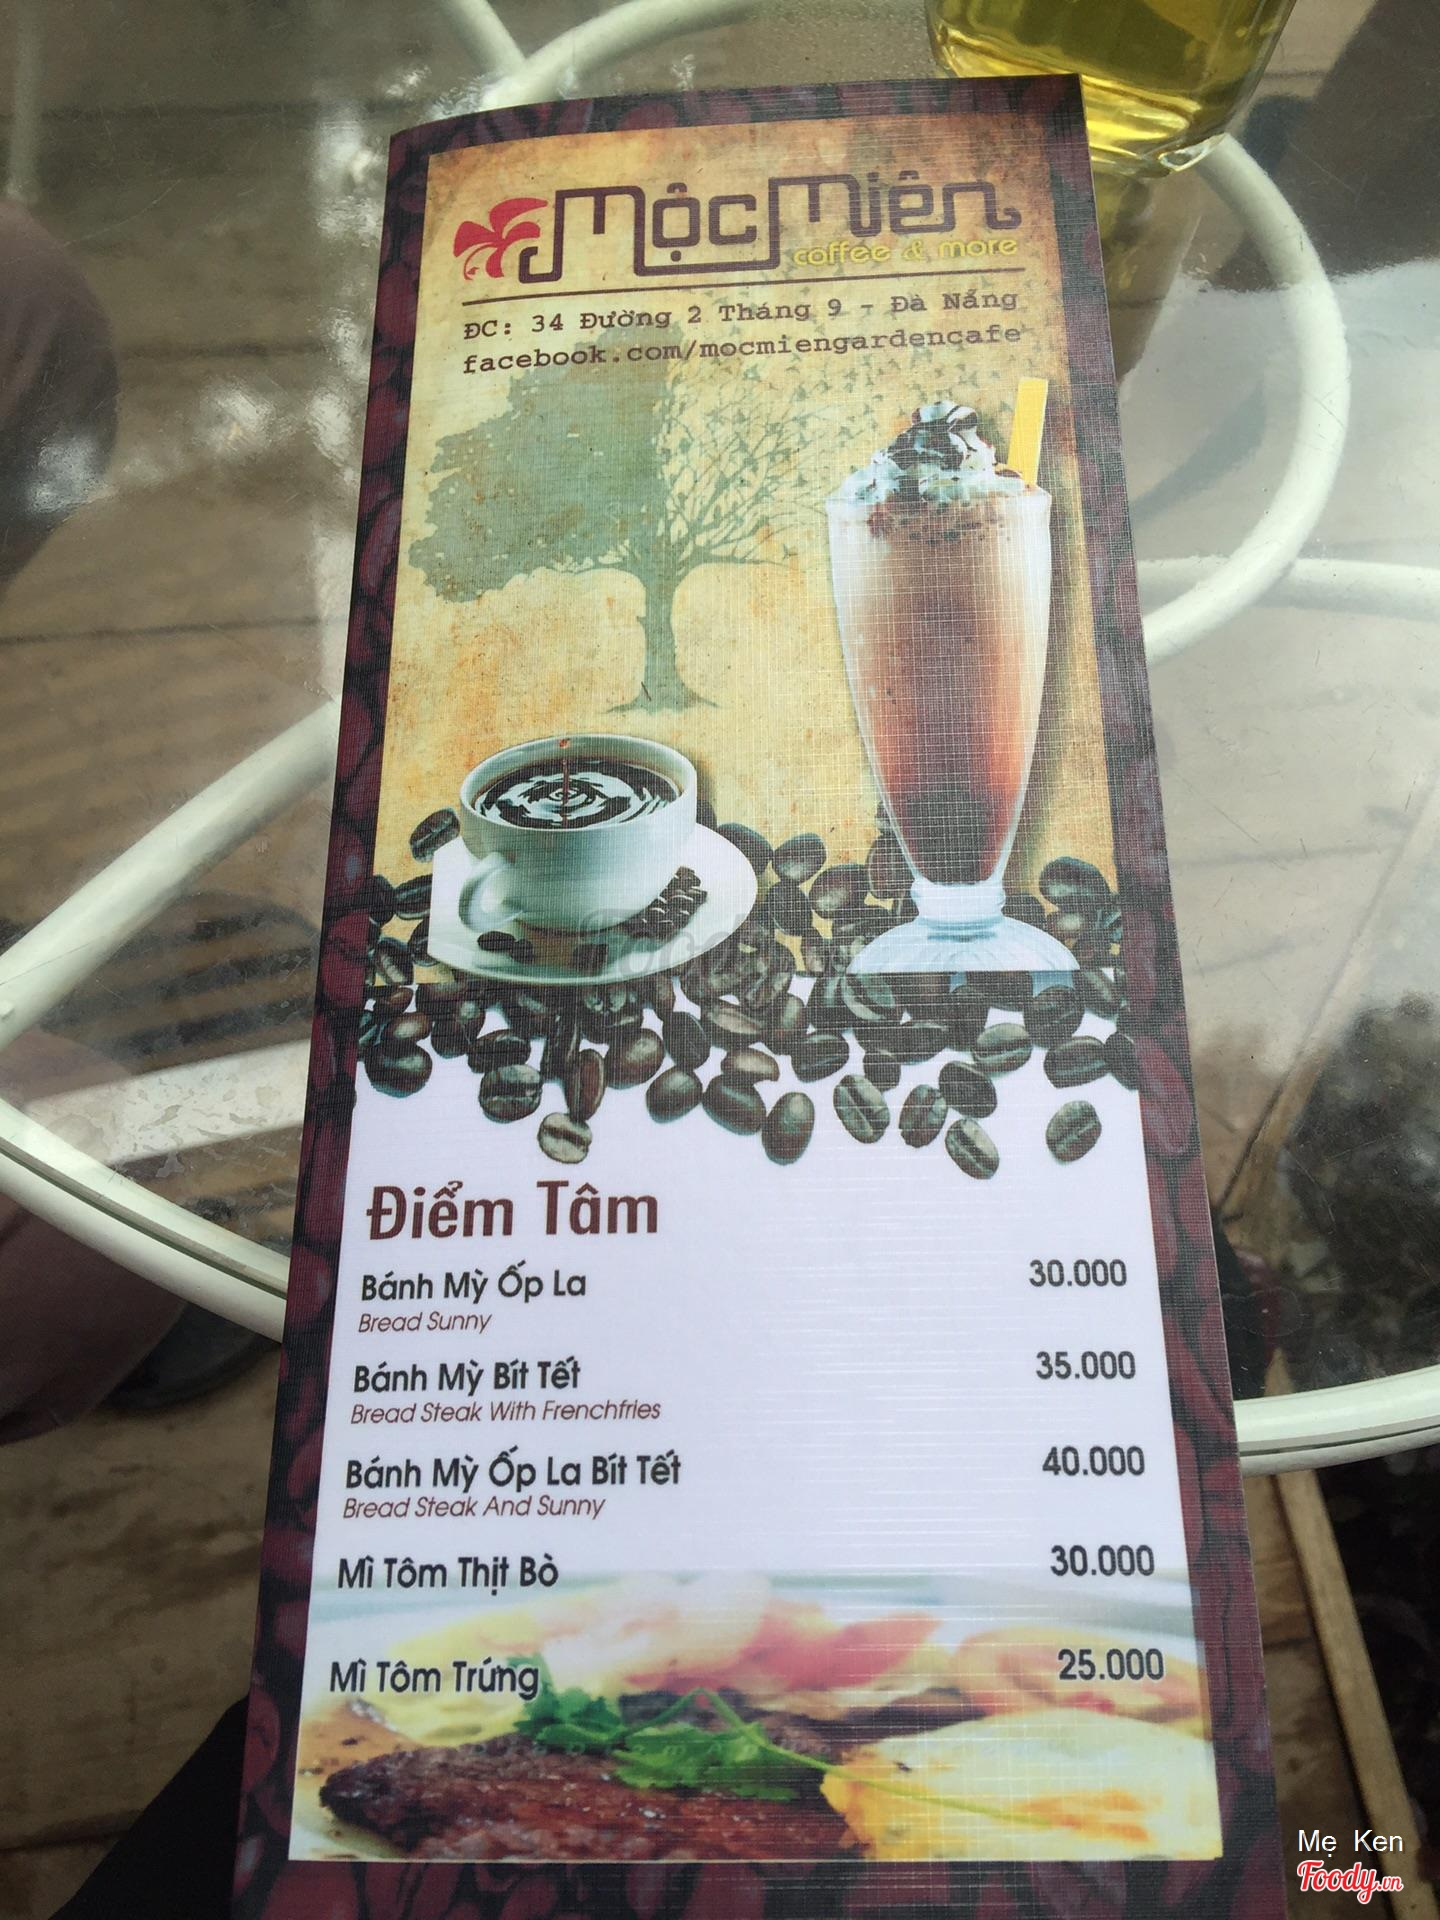 mộc miên
coffee & more
ĐC: 34 Đường 2 Tháng 9 - Đà Nẵng
facebook.com/mocmiengardencafe
Điểm Tâm
Bánh Mỳ Ốp La 30.000
Bread Sunny
Bánh Mỳ Bít Tết 35.000
Bread Steak With Frenchfries
Bánh Mỳ Ốp La Bít Tết 40.000
Bread Steak And Sunny
Mì Tôm Thịt Bò 30.000
Mì Tôm Trứng 25.000
Mẹ Ken
Foody.vn